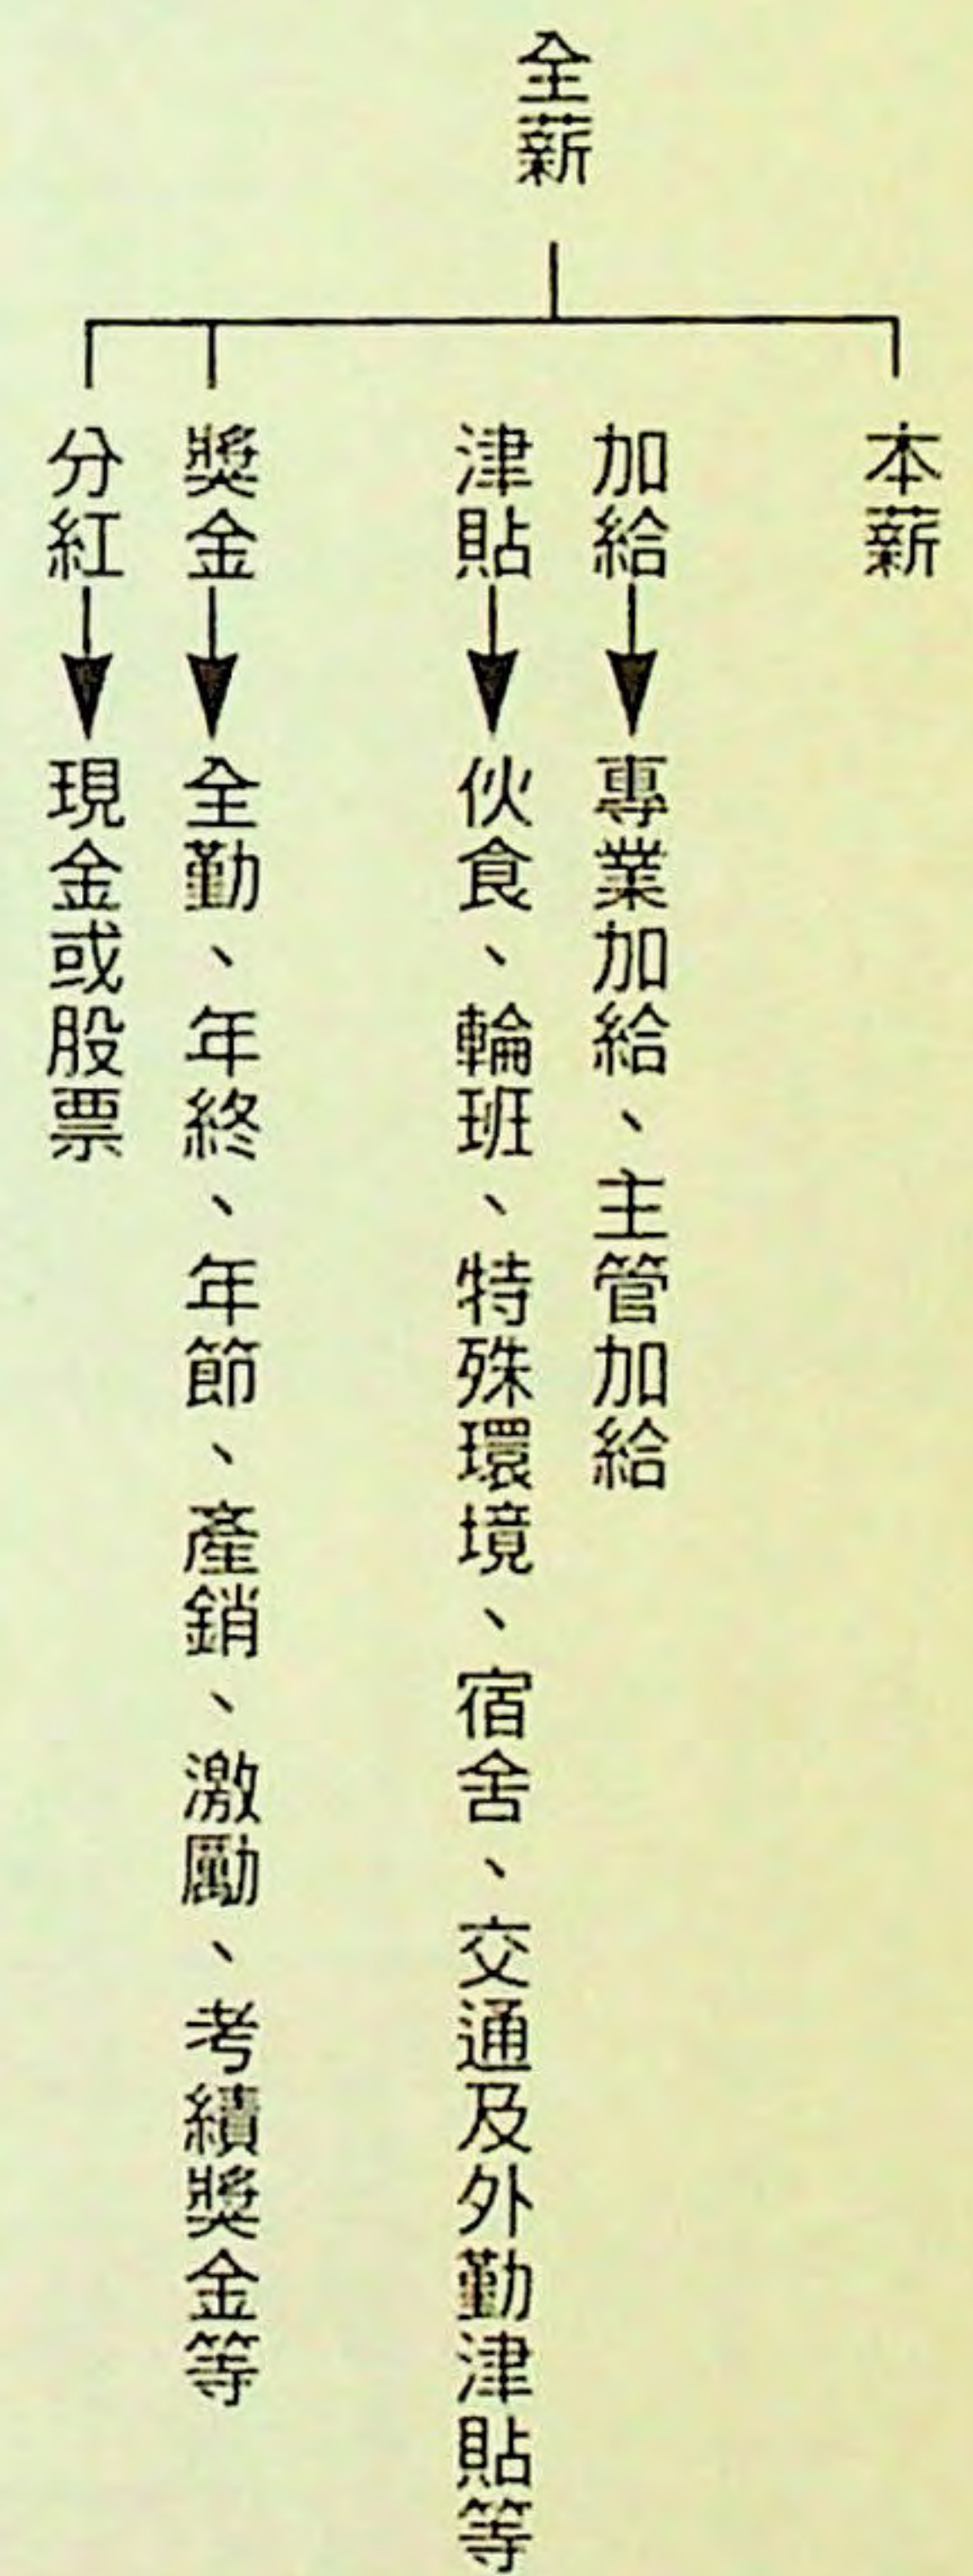 全薪
本薪
加給
專業加給、主管加給
津貼
伙食、輪班、特殊環境、宿舍、交通及外勤津貼等
獎金
全勤、年終、年節、產銷、激勵、考績獎金等
分紅
現金或股票